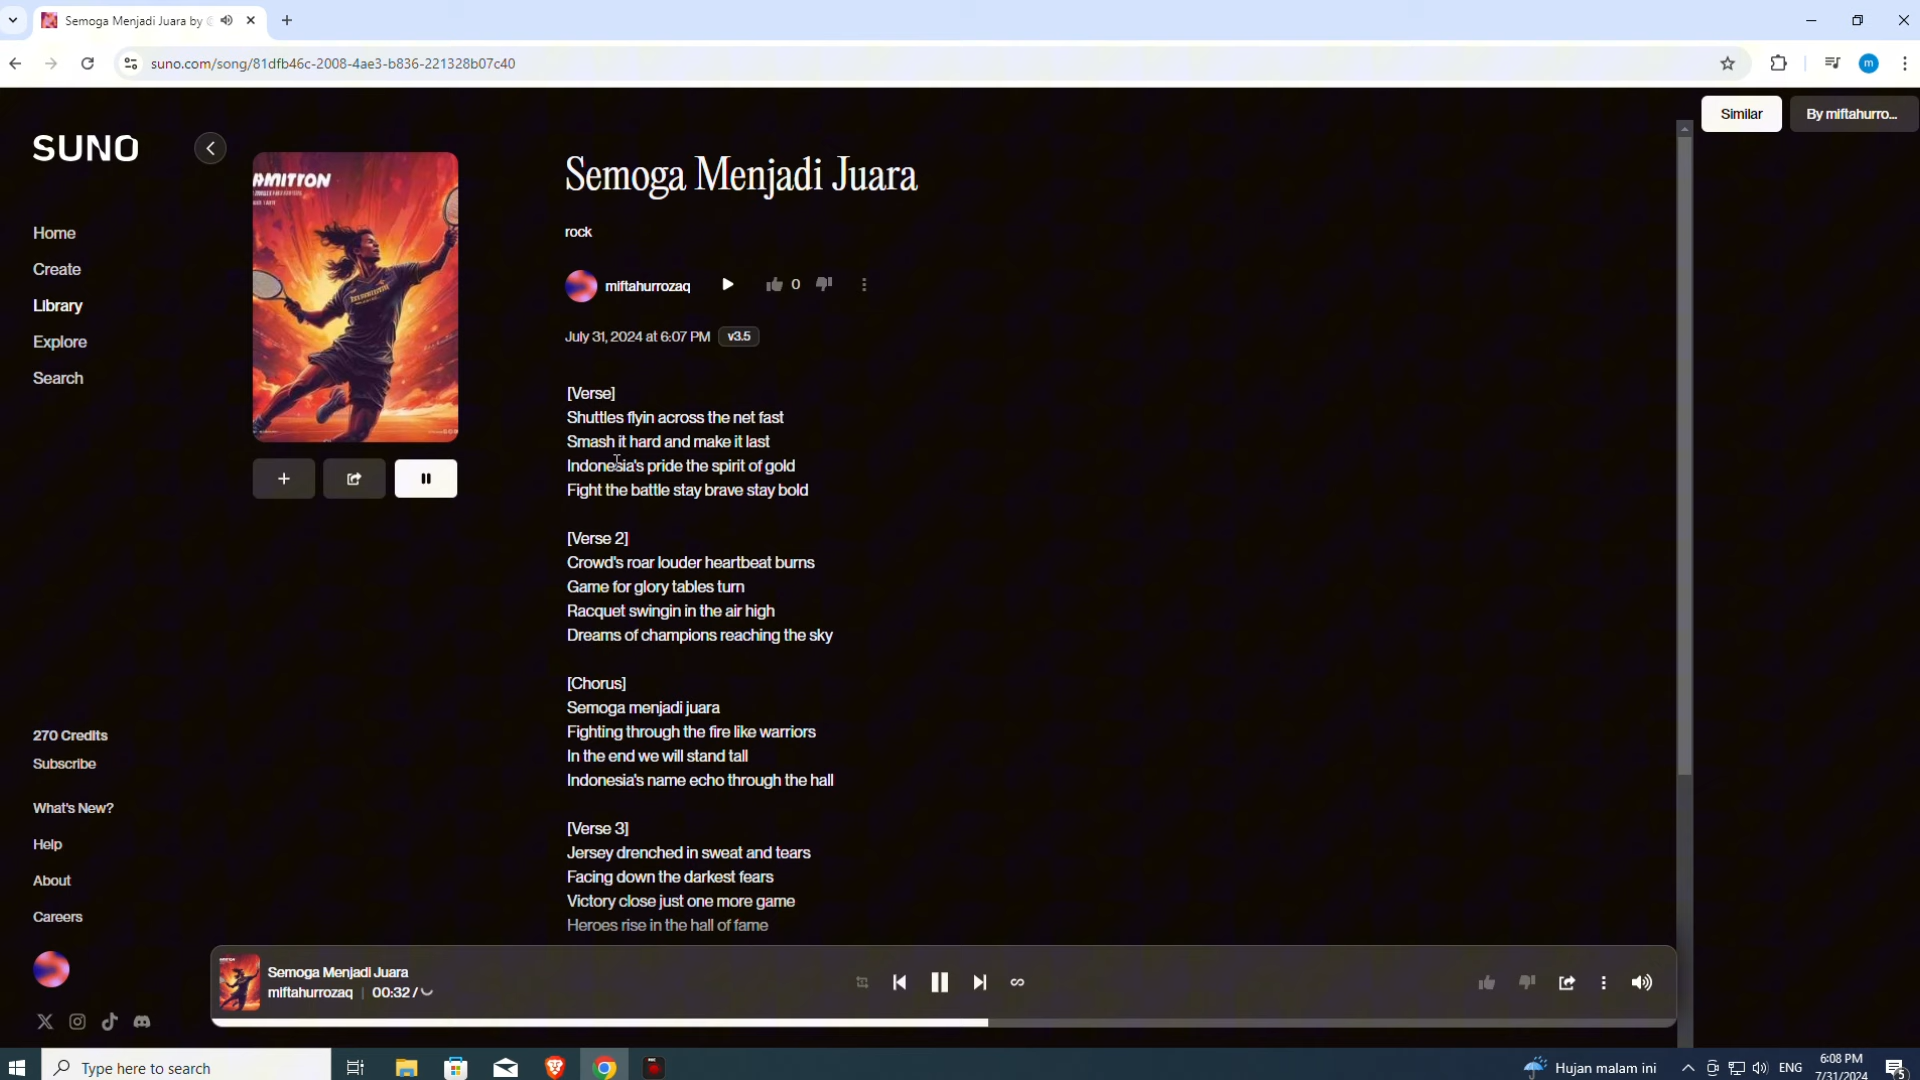 Semoga Menjadi Juara by
suno.com/song/81dfb46c-2008-4ae3-b836-221328b07c40
m
SUNO
Home
Create
Library
Explore
Search
270 Credits
Subscribe
What's New?
Help
About
Careers
Semoga Menjadi Juara
rock
miftahurrozaq
0
July 31, 2024 at 6:07 PM
v3.5
[Verse]
Shuttles flyin across the net fast
Smash it hard and make it last
Indonesia's pride the spirit of gold
Fight the battle stay brave stay bold
[Verse 2]
Crowd's roar louder heartbeat burns
Game for glory tables turn
Racquet swingin in the air high
Dreams of champions reaching the sky
[Chorus]
Semoga menjadi juara
Fighting through the fire like warriors
In the end we will stand tall
Indonesia's name echo through the hall
[Verse 3]
Jersey drenched in sweat and tears
Facing down the darkest fears
Victory close just one more game
Heroes rise in the hall of fame
Similar
By miftahurro...
Semoga Menjadi Juara
miftahurrozaq | 00:32 /
Type here to search
Hujan malam ini
ENG
6:08 PM
7/31/2024
5